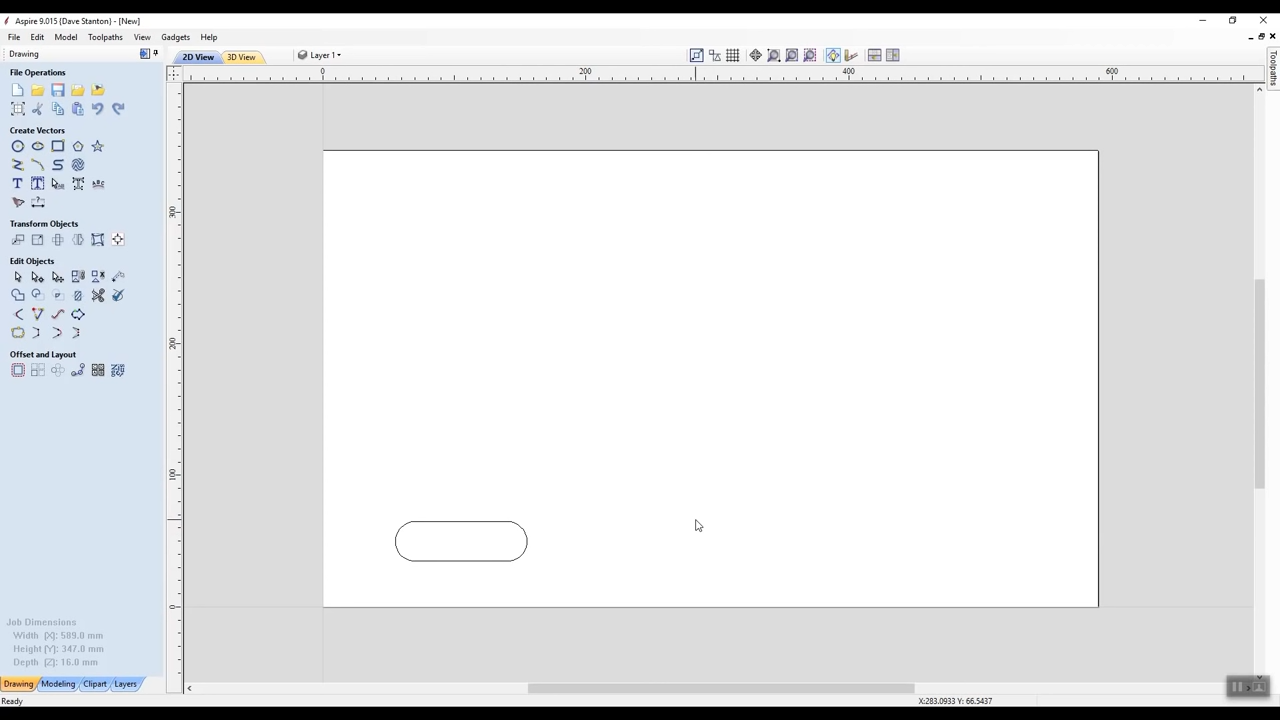 Aspire 9.015 (Dave Stanton) - [New]
File Edit Model Toolpaths View Gadgets Help
Drawing
2D View 3D View Layer 1
File Operations
Create Vectors
Transform Objects
Edit Objects
Offset and Layout
0 200 400 600
300
200
100
0
Toolpaths
Job Dimensions
Width (X): 589.0 mm
Height (Y): 347.0 mm
Depth (Z): 16.0 mm
Drawing Modeling Clipart Layers
Ready
X:283.0933 Y: 66.5437